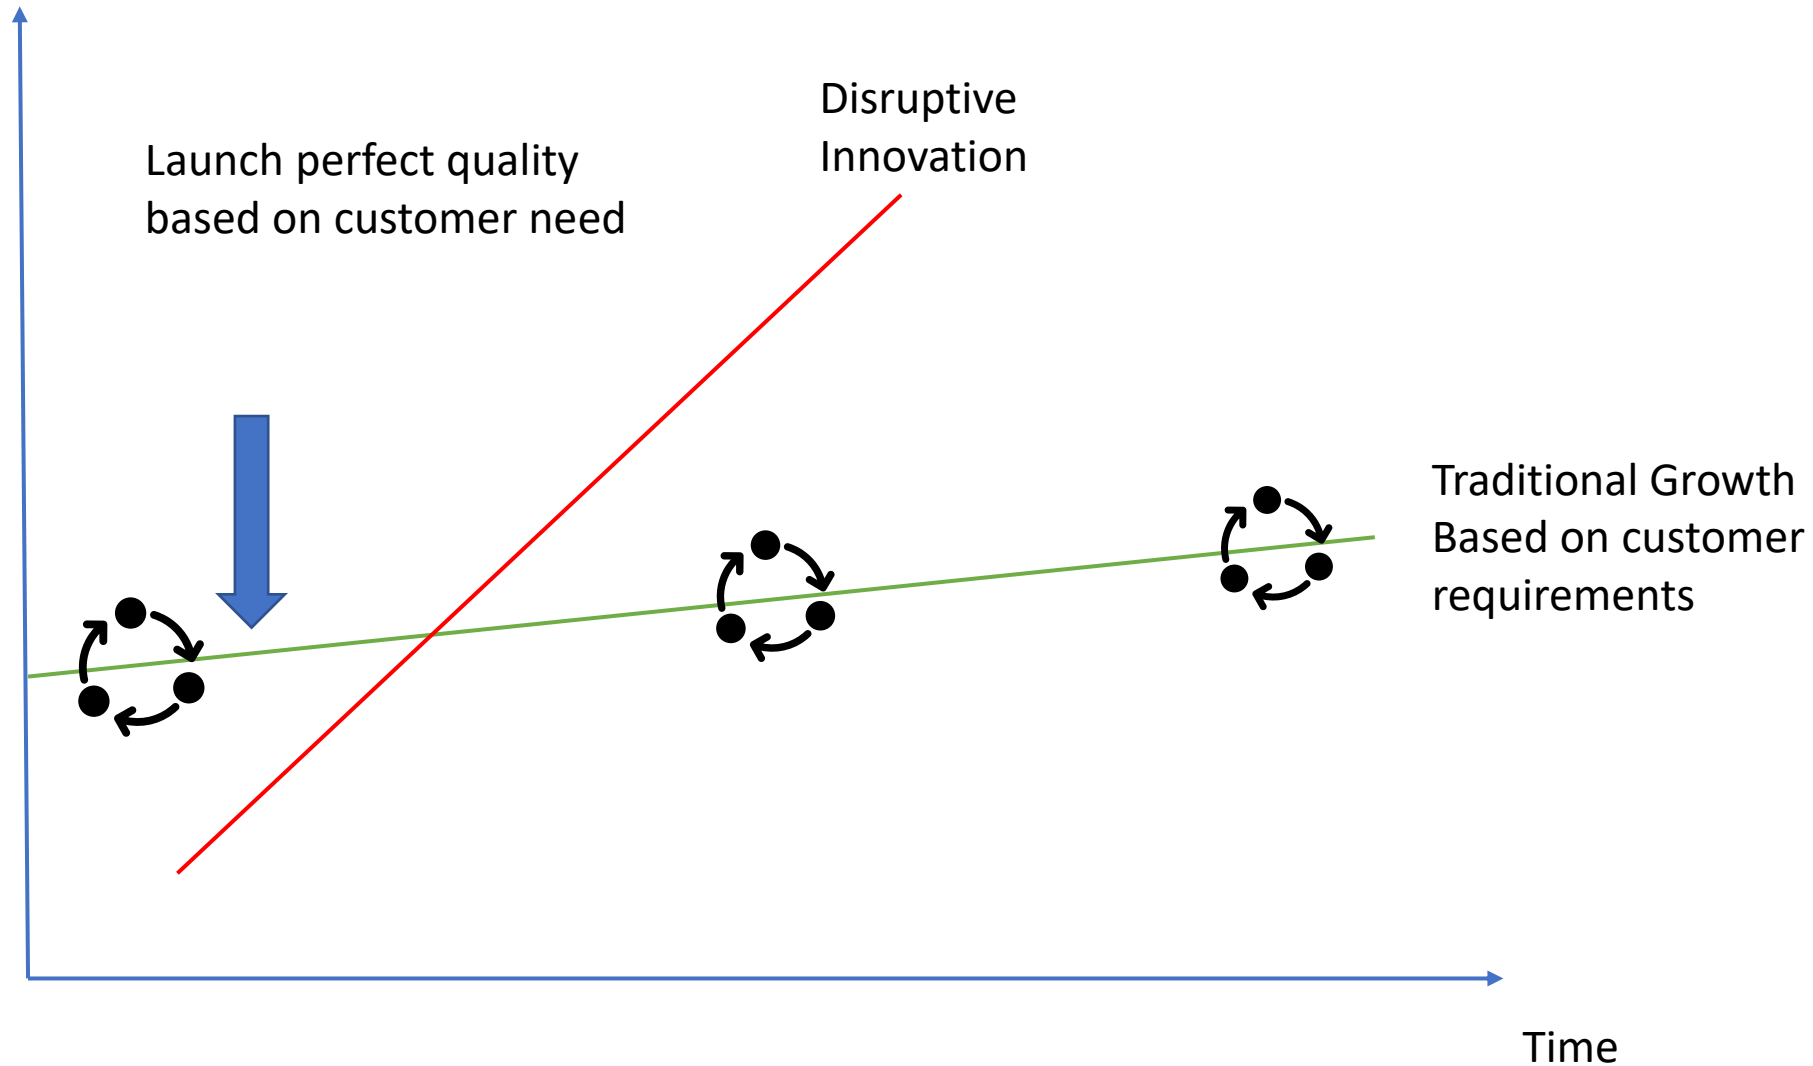 Disruptive
Innovation
Launch perfect quality
based on customer need
Traditional Growth
Based on customer
requirements
Time